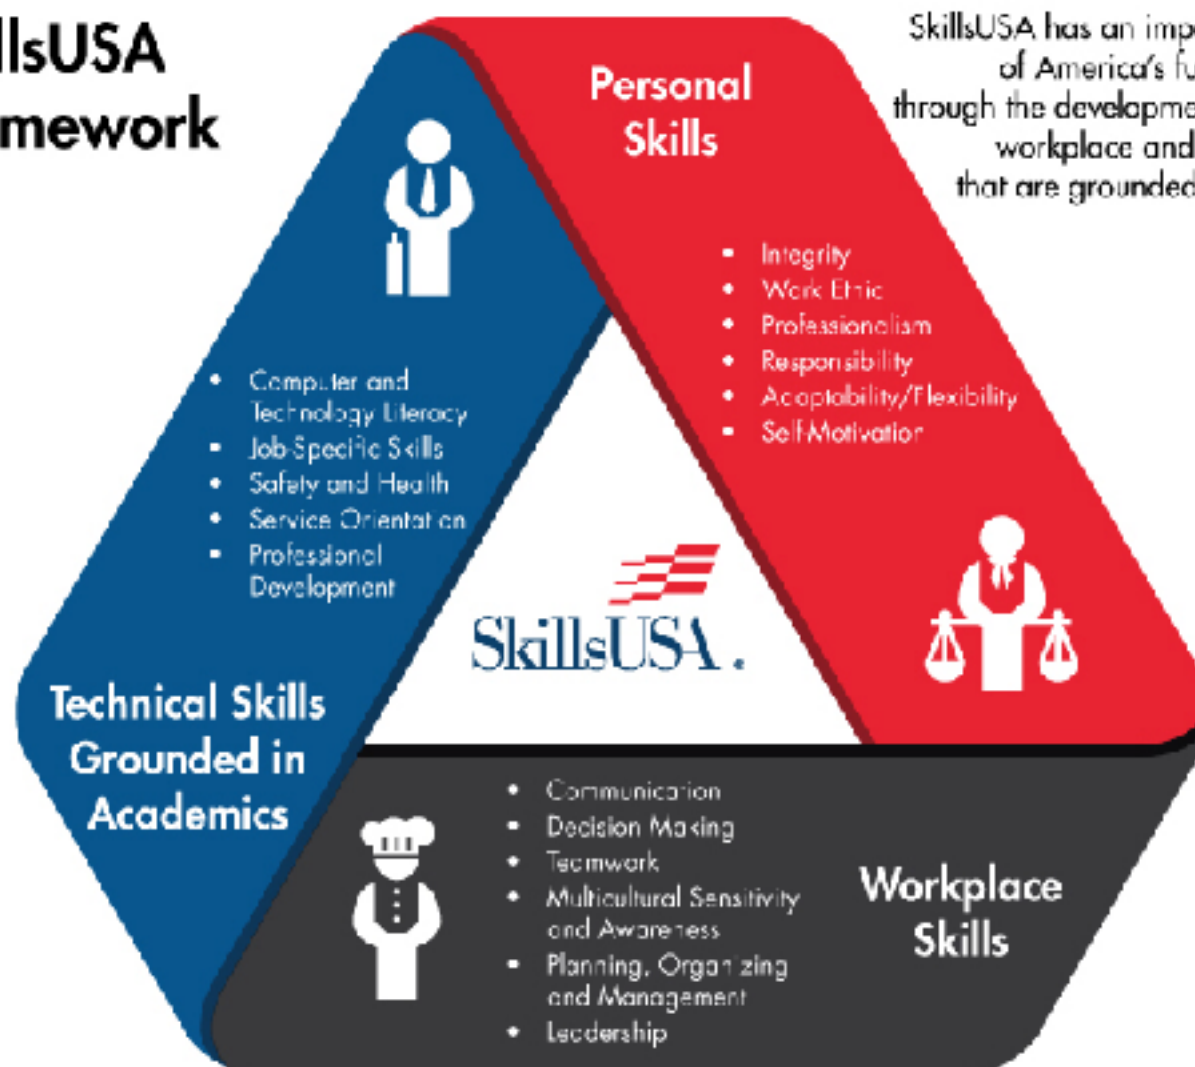 llsUSA
mework
SkillsUSA has an imp
of America's fu
through the developme
workplace and
that are grounded
Personal
Skills
• Integrity
• Work Ethic
• Professionalism
• Responsibility
• Adaptability/Flexibility
• Self-Motivation
• Computer and
Technology Literacy
• Job-Specific Skills
• Safety and Health
• Service Orientation
• Professional
Development
Technical Skills
Grounded in
Academics
SkillsUSA
• Communication
• Decision Making
• Teamwork
• Multicultural Sensitivity
and Awareness
• Planning, Organizing
and Management
• Leadership
Workplace
Skills